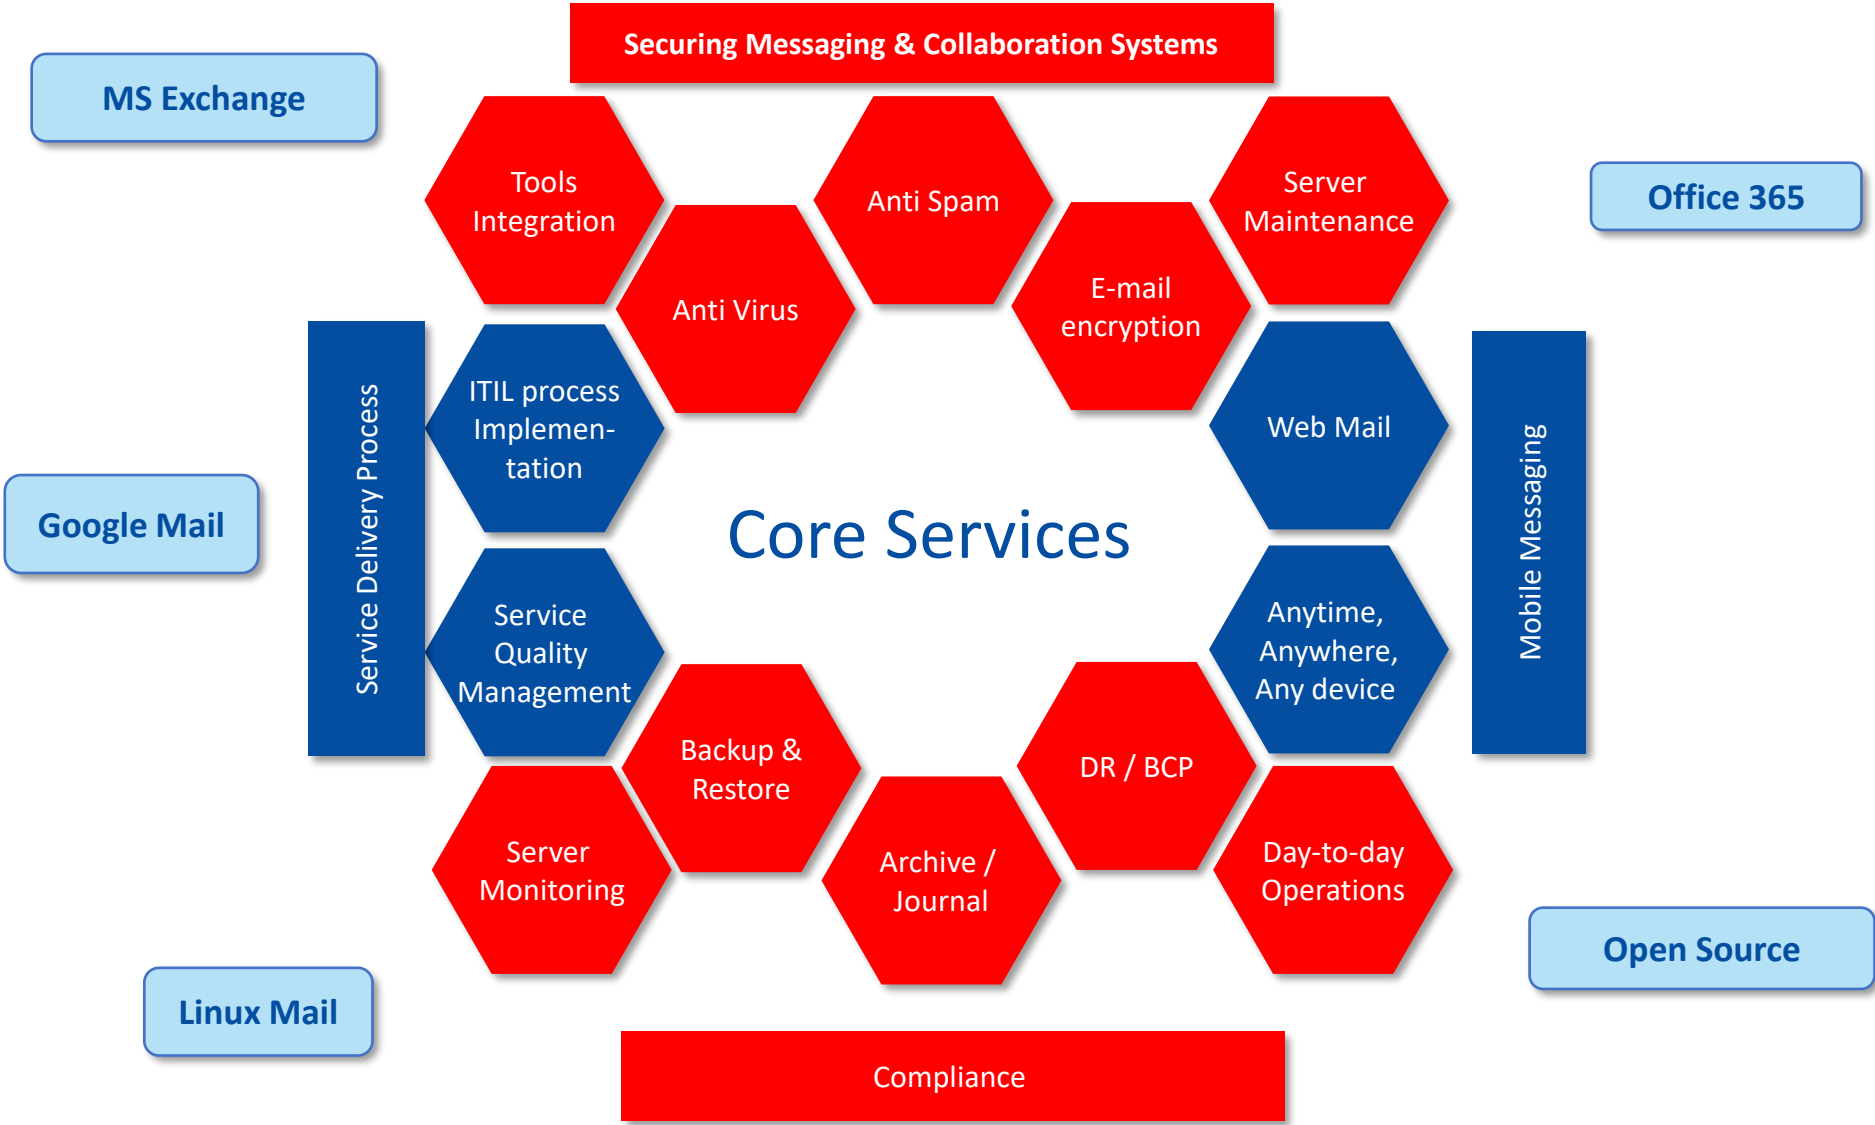 Securing Messaging & Collaboration Systems
MS Exchange
Tools
Integration
Anti Virus
Anti Spam
E-mail
encryption
Server
Maintenance
Office 365
Service Delivery Process
ITIL process
Implemen-
tation
Web Mail
Mobile Messaging
Google Mail
Core Services
Service
Quality
Management
Anytime,
Anywhere,
Any device
Backup &
Restore
DR / BCP
Server
Monitoring
Archive /
Journal
Day-to-day
Operations
Open Source
Linux Mail
Compliance